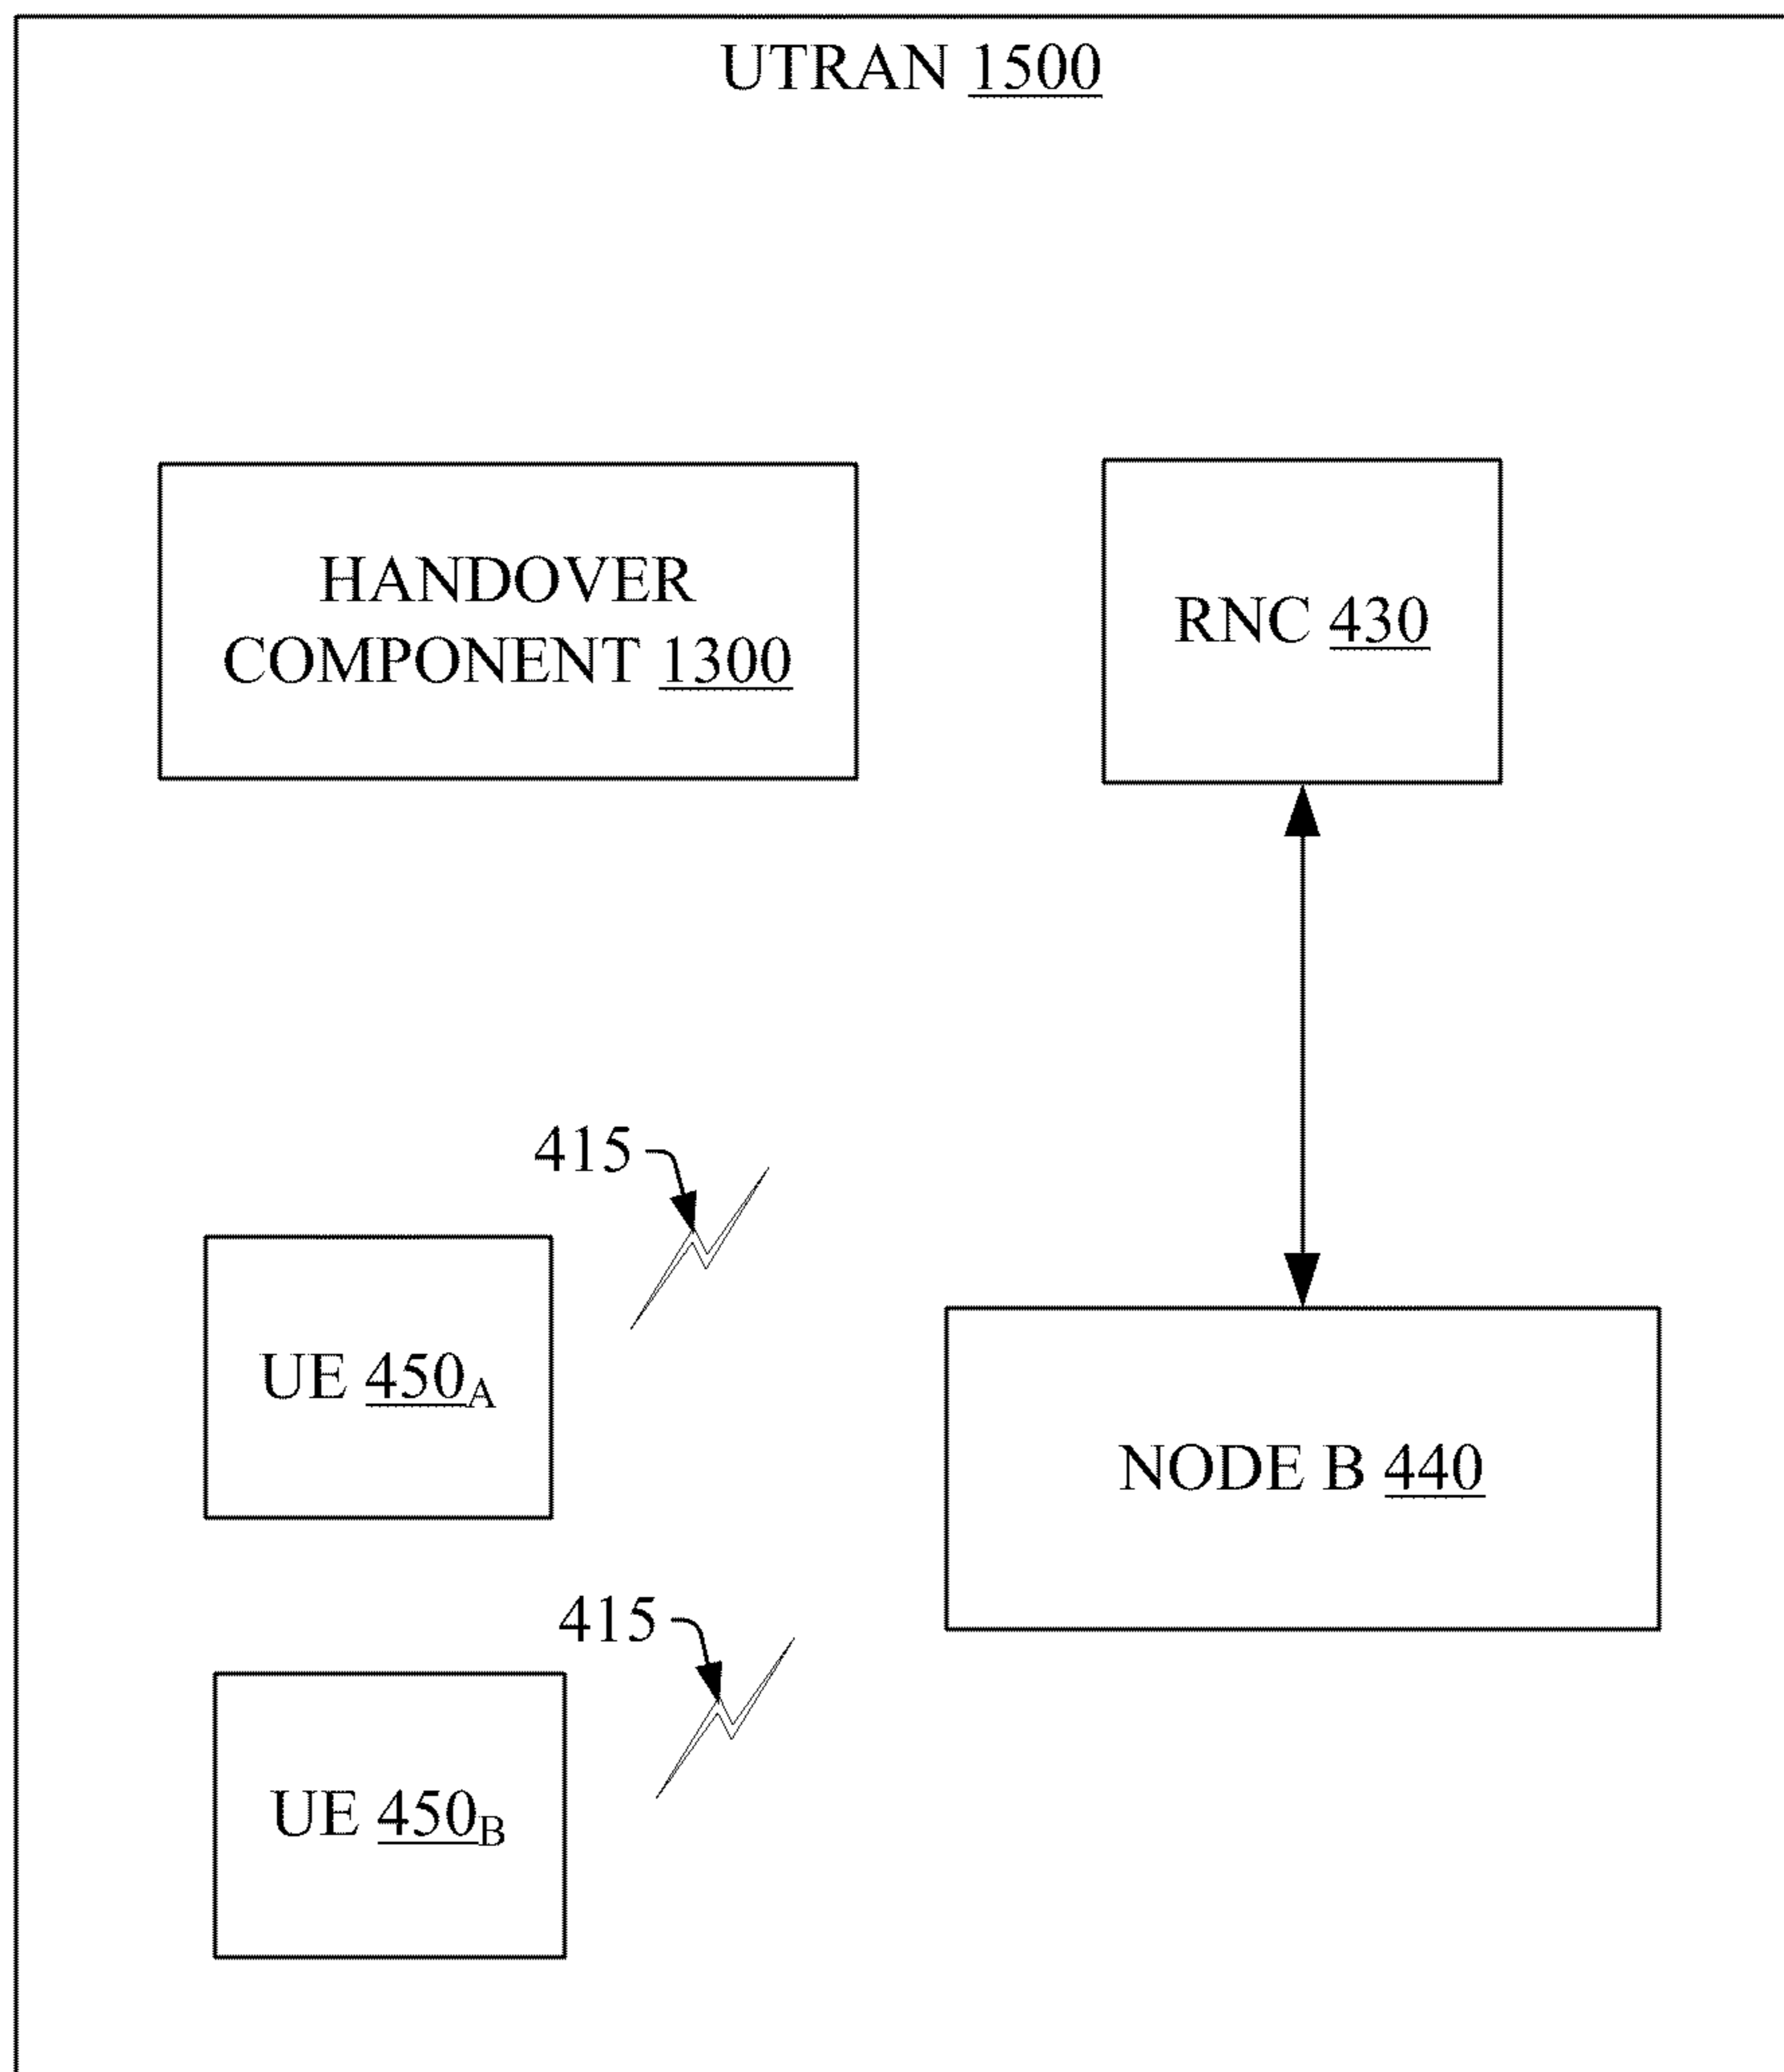 UTRAN 1500
HANDOVER
COMPONENT 1300
RNC 430
415
UE 450A
NODE B 440
415
UE 450B